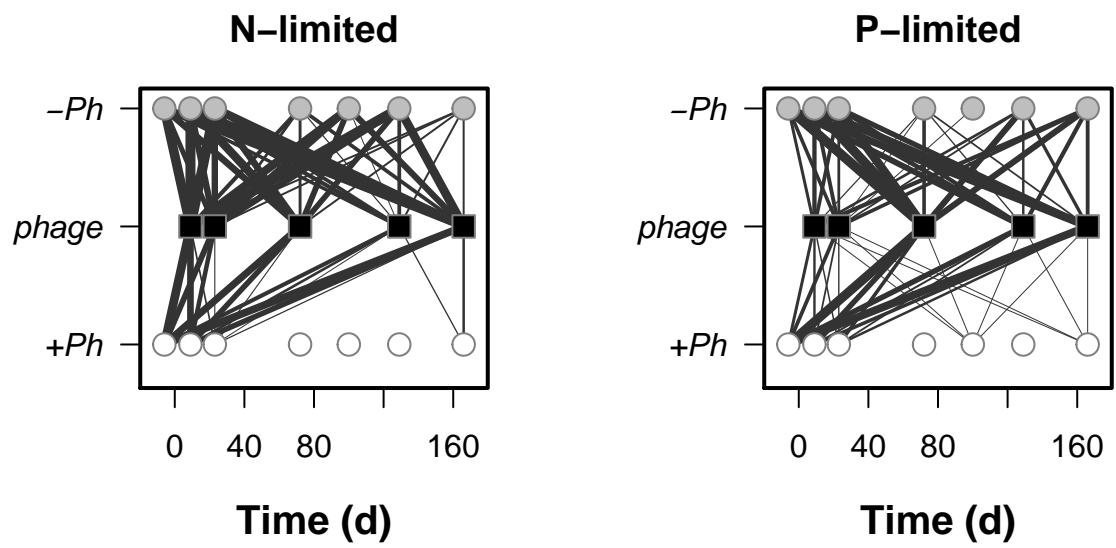 N−limited
−Ph
phage
+Ph
0 40 80 160
Time (d)
P−limited
−Ph
phage
+Ph
0 40 80 160
Time (d)